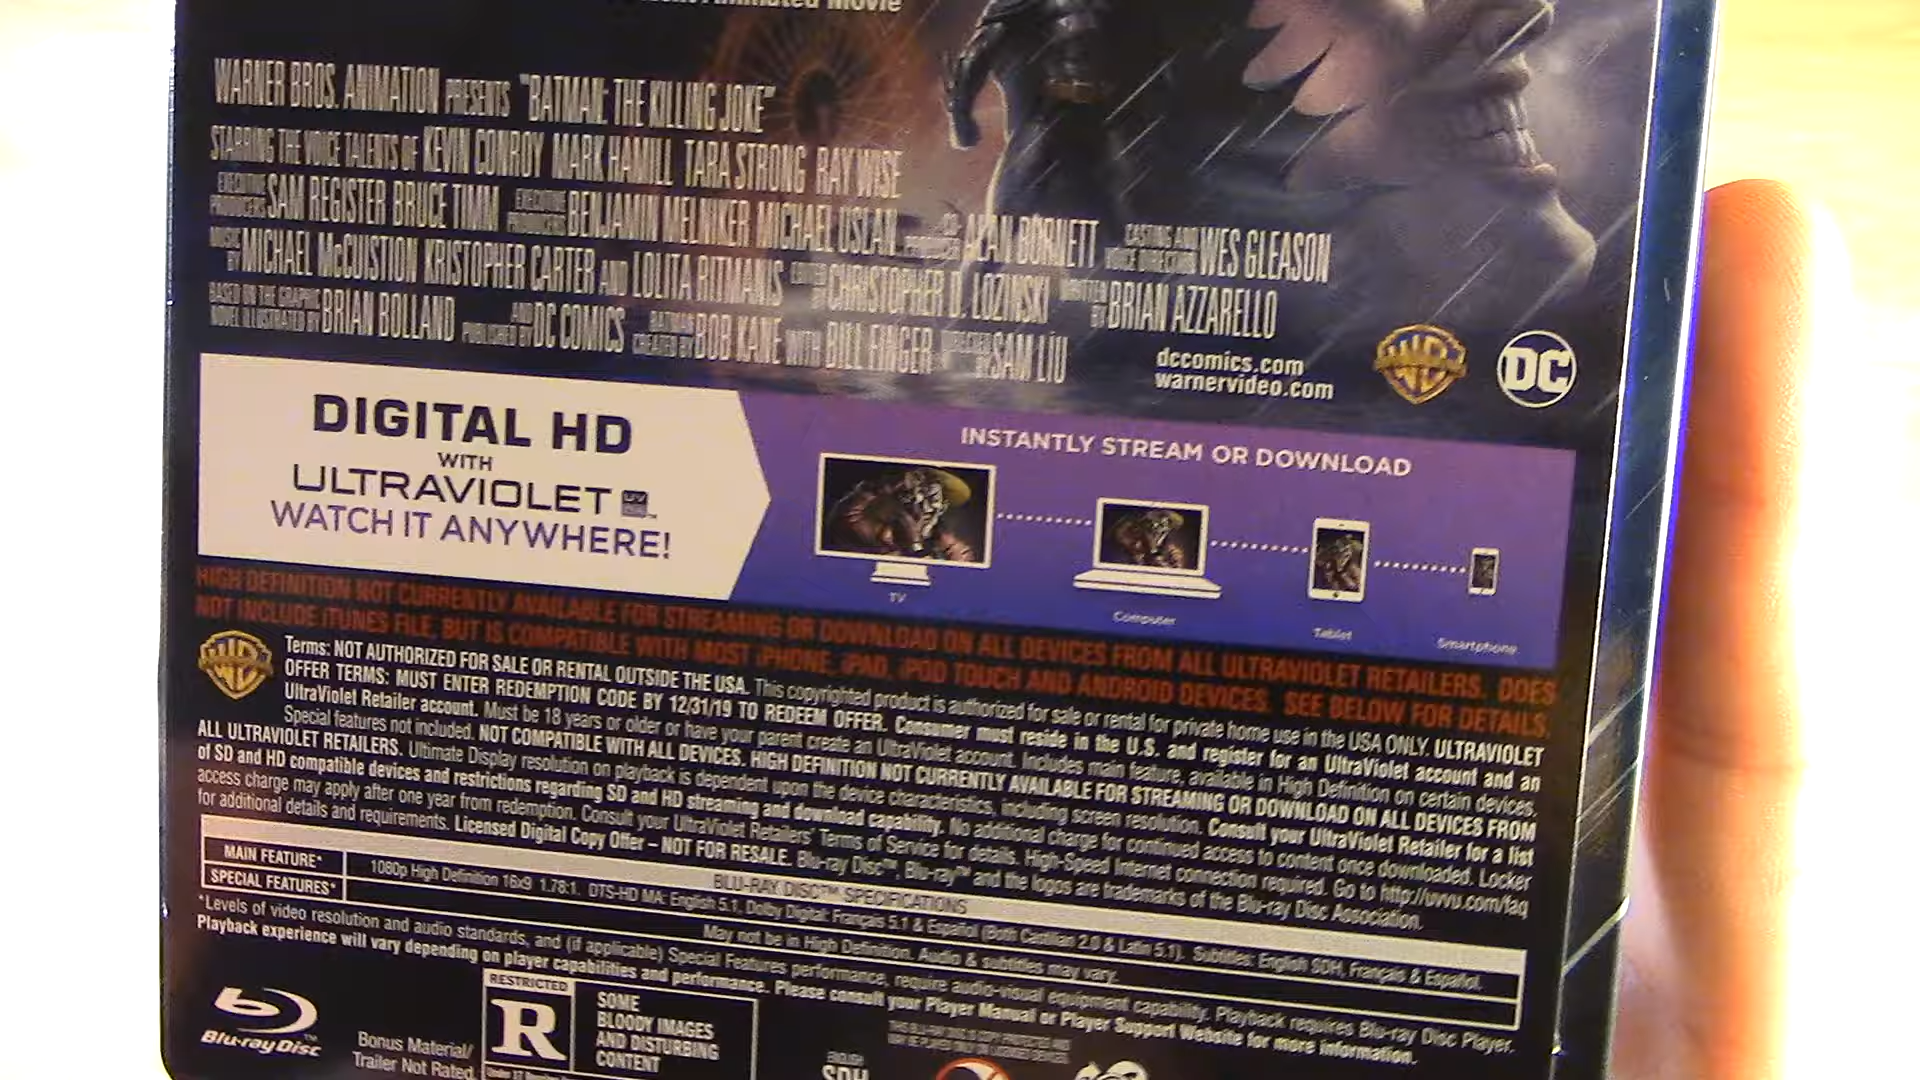 Animated Movie
WARNER BROS. ANIMATION PRESENTS "BATMAN: THE KILLING JOKE"
STARRING THE VOICE TALENTS OF KEVIN CONROY MARK HAMILL TARA STRONG RAY WISE
EXECUTIVE PRODUCERS SAM REGISTER BRUCE TIMM EXECUTIVE PRODUCERS BENJAMIN MELNIKER MICHAEL USLAN CO-PRODUCER ALAN BURNETT CASTING AND VOICE DIRECTION WES GLEASON
MUSIC BY MICHAEL McCUISTION KRISTOPHER CARTER AND LOLITA RITMANIS EDITED BY CHRISTOPHER D. LOZINSKI WRITTEN BY BRIAN AZZARELLO
BASED ON THE GRAPHIC NOVEL ILLUSTRATED BY BRIAN BOLLAND AND PUBLISHED BY DC COMICS BATMAN CREATED BY BOB KANE WITH BILL FINGER DIRECTED BY SAM LIU
dccomics.com
warnervideo.com
WB
DC
DIGITAL HD
WITH
ULTRAVIOLET UV
WATCH IT ANYWHERE!
INSTANTLY STREAM OR DOWNLOAD
TV
Computer
Tablet
Smartphone
HIGH DEFINITION NOT CURRENTLY AVAILABLE FOR STREAMING OR DOWNLOAD ON ALL DEVICES FROM ALL ULTRAVIOLET RETAILERS. DOES
NOT INCLUDE iTUNES FILE, BUT IS COMPATIBLE WITH MOST iPHONE, iPAD, iPOD TOUCH AND ANDROID DEVICES. SEE BELOW FOR DETAILS.
WB
Terms: NOT AUTHORIZED FOR SALE OR RENTAL OUTSIDE THE USA. This copyrighted product is authorized for sale or rental for private home use in the USA ONLY. ULTRAVIOLET
OFFER TERMS: MUST ENTER REDEMPTION CODE BY 12/31/19 TO REDEEM OFFER. Consumer must reside in the U.S. and register for an UltraViolet account and an
UltraViolet Retailer account. Must be 18 years or older or have your parent create an UltraViolet account. Includes main feature, available in High Definition on certain devices.
Special features not included. NOT COMPATIBLE WITH ALL DEVICES. HIGH DEFINITION NOT CURRENTLY AVAILABLE FOR STREAMING OR DOWNLOAD ON ALL DEVICES FROM
ALL ULTRAVIOLET RETAILERS. Ultimate Display resolution on playback is dependent upon the device characteristics, including screen resolution. Consult your UltraViolet Retailer for a list
of SD and HD compatible devices and restrictions regarding SD and HD streaming and download capability. No additional charge for continued access to content once downloaded. Locker
access charge may apply after one year from redemption. Consult your UltraViolet Retailers' Terms of Service for details. High-Speed Internet connection required. Go to http://uvvu.com/faq
for additional details and requirements. Licensed Digital Copy Offer – NOT FOR RESALE. Blu-ray Disc™, Blu-ray™ and the logos are trademarks of the Blu-ray Disc Association.
BLU-RAY DISC™ SPECIFICATIONS
MAIN FEATURE* 1080p High Definition 16x9 1.78:1. DTS-HD MA: English 5.1, Dolby Digital: Français 5.1 & Español (Both Castilian 2.0 & Latin 5.1). Subtitles: English SDH, Français & Español.
SPECIAL FEATURES* May not be in High Definition. Audio & subtitles may vary.
*Levels of video resolution and audio standards, and (if applicable) Special Features performance, require audio-visual equipment capability. Playback requires Blu-ray Disc Player.
Playback experience will vary depending on player capabilities and performance. Please consult your Player Manual or Player Support Website for more information.
Blu-ray Disc™
Bonus Material/
Trailer Not Rated
RESTRICTED
R
SOME
BLOODY IMAGES
AND DISTURBING
CONTENT
ENGLISH
SDH